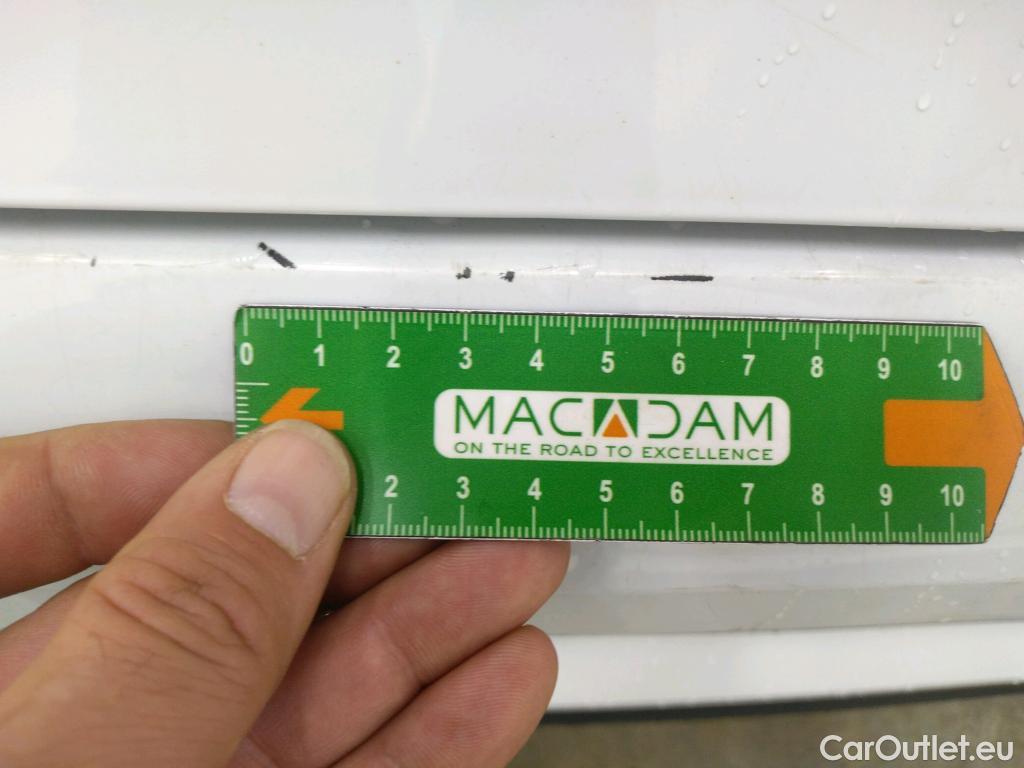 0 1 2 3 4 5 6 7 8 9 10
MACADAM
ON THE ROAD TO EXCELLENCE
2 3 4 5 6 7 8 9 10
CarOutlet.eu